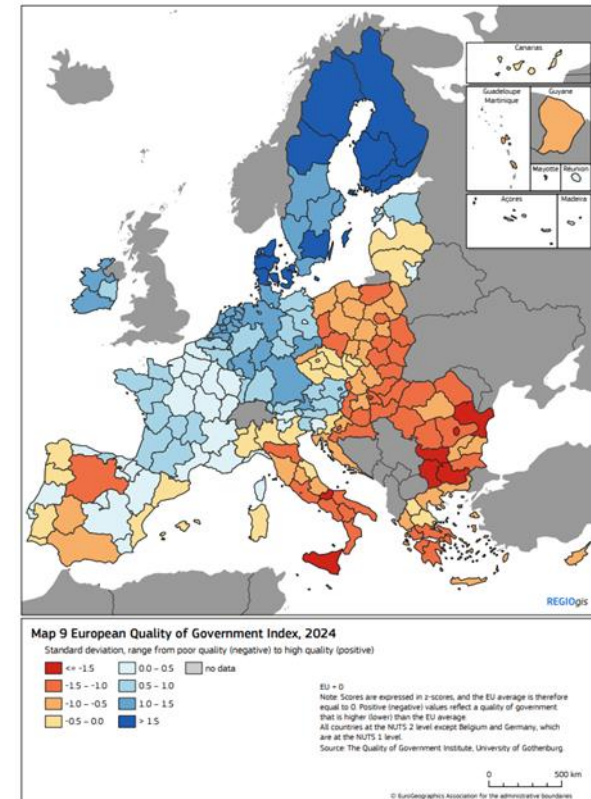 Canarias
Guadeloupe
Martinique
Guyane
Mayotte
Réunion
Açores
Madeira
REGIOgis
Map 9 European Quality of Government Index, 2024
Standard deviation, range from poor quality (negative) to high quality (positive)
<= -1.5
0.0 – 0.5
no data
-1.5 – -1.0
0.5 – 1.0
-1.0 – -0.5
1.0 – 1.5
-0.5 – 0.0
> 1.5
EU = 0
Note: Scores are expressed in z-scores, and the EU average is therefore
equal to 0. Positive (negative) values reflect a quality of government
that is higher (lower) than the EU average.
All countries at the NUTS 2 level except Belgium and Germany, which
are at the NUTS 1 level.
Source: The Quality of Government Institute, University of Gothenburg.
0 500 km
© EuroGeographics Association for the administrative boundaries